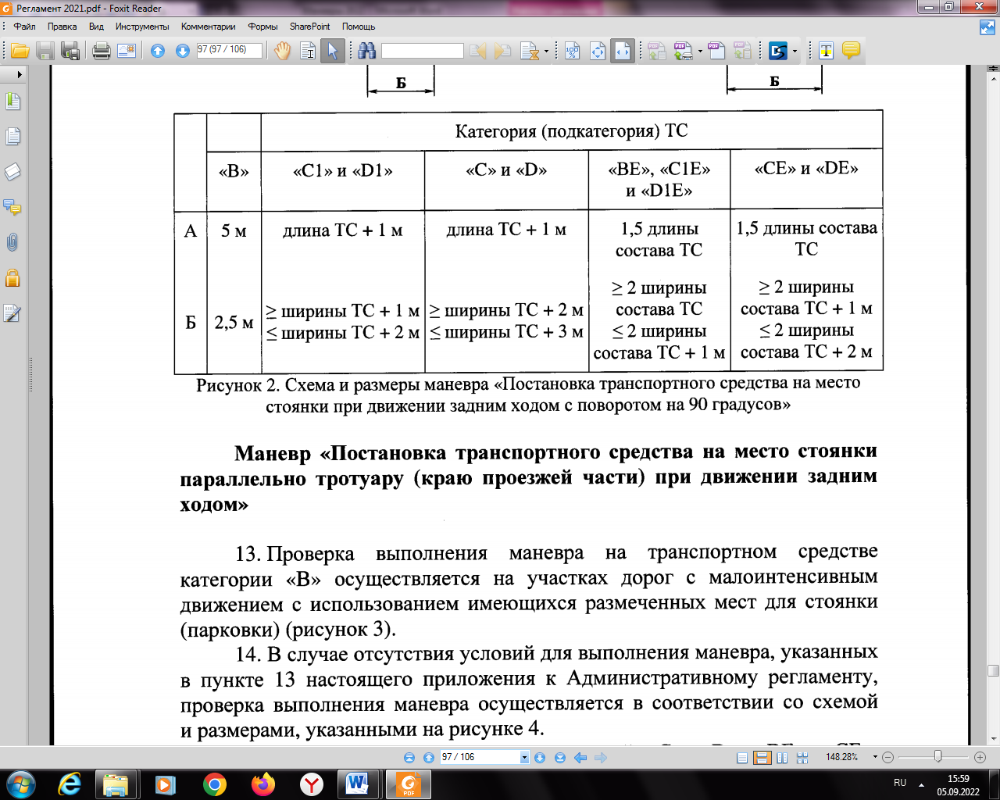 Регламент 2021.pdf - Foxit Reader
Файл Правка Вид Инструменты Комментарии Формы SharePoint Помощь
97 (97 / 106)
Б Б
Категория (подкатегория) ТС
«В» «С1» и «D1» «С» и «D» «ВЕ», «С1Е» и «D1Е» «СЕ» и «DE»
А 5 м длина ТС + 1 м длина ТС + 1 м 1,5 длины состава ТС 1,5 длины состава ТС
Б 2,5 м ≥ ширины ТС + 1 м ≤ ширины ТС + 2 м ≥ ширины ТС + 2 м ≤ ширины ТС + 3 м ≥ 2 ширины состава ТС ≤ 2 ширины состава ТС + 1 м ≥ 2 ширины состава ТС + 1 м ≤ 2 ширины состава ТС + 2 м
Рисунок 2. Схема и размеры маневра «Постановка транспортного средства на место
стоянки при движении задним ходом с поворотом на 90 градусов»
Маневр «Постановка транспортного средства на место стоянки
параллельно тротуару (краю проезжей части) при движении задним
ходом»
13. Проверка выполнения маневра на транспортном средстве
категории «В» осуществляется на участках дорог с малоинтенсивным
движением с использованием имеющихся размеченных мест для стоянки
(парковки) (рисунок 3).
14. В случае отсутствия условий для выполнения маневра, указанных
в пункте 13 настоящего приложения к Административному регламенту,
проверка выполнения маневра осуществляется в соответствии со схемой
и размерами, указанными на рисунке 4.
97 / 106
148.28%
RU
15:59
05.09.2022